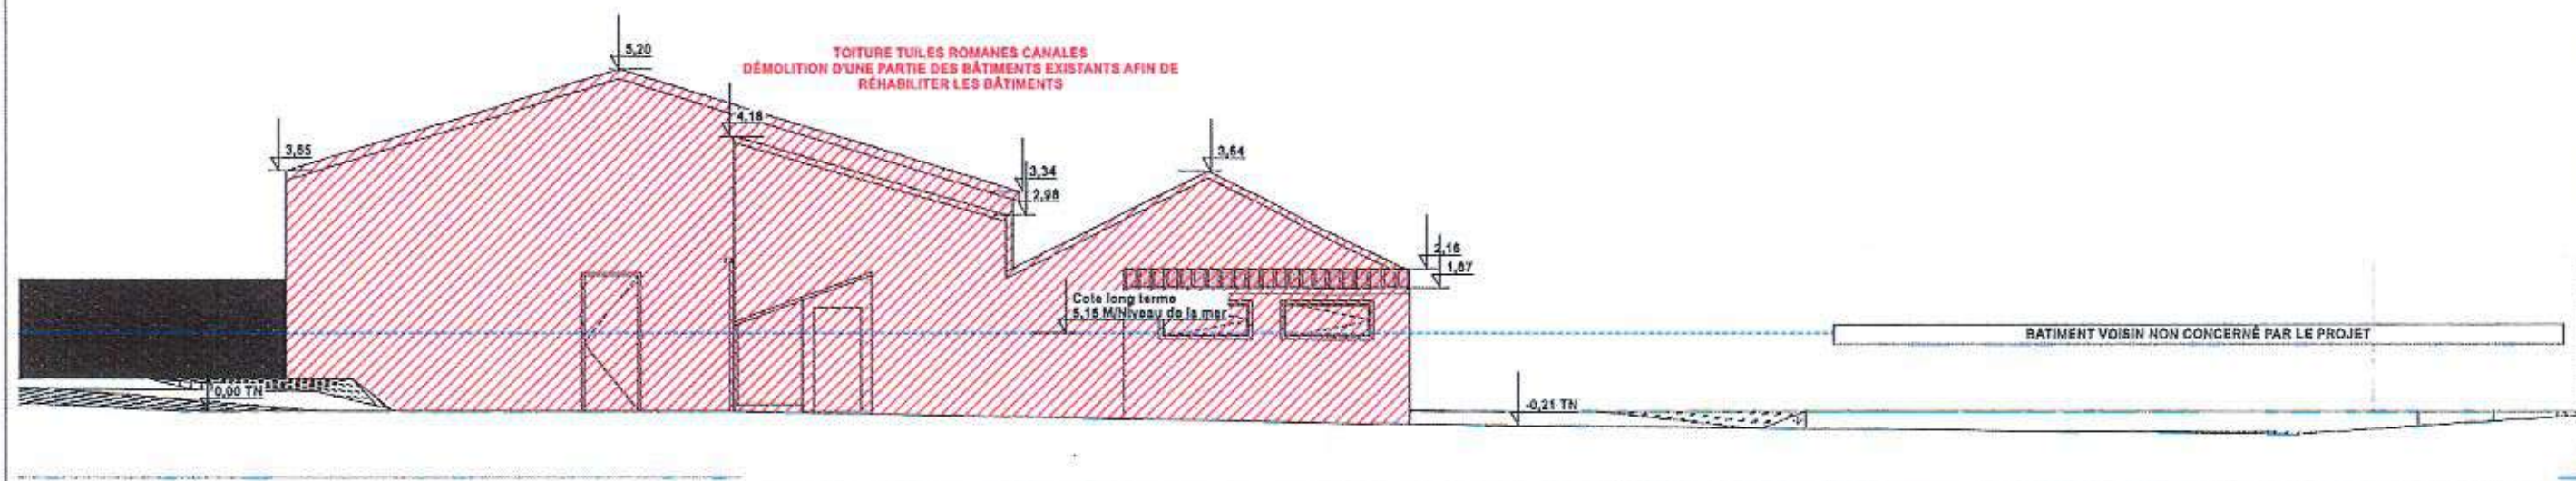 5,20
TOITURE TUILES ROMANES CANALES
DÉMOLITION D'UNE PARTIE DES BÂTIMENTS EXISTANTS AFIN DE
RÉHABILITER LES BÂTIMENTS
4,18
3,65
3,34
2,98
3,64
2,16
1,87
Cote long terme
5,15 M/Niveau de la mer
BATIMENT VOISIN NON CONCERNÉ PAR LE PROJET
0,00 TN
-0,21 TN